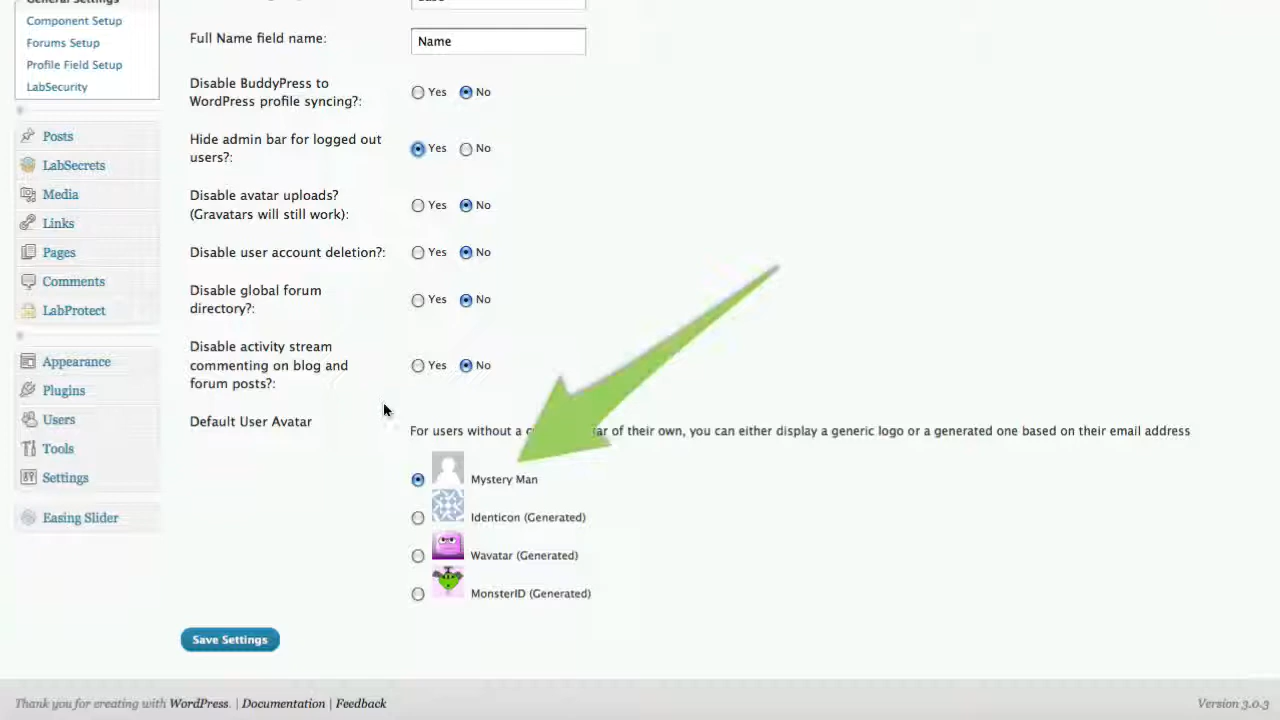 General Settings
Component Setup
Forums Setup
Profile Field Setup
LabSecurity
Posts
LabSecrets
Media
Links
Pages
Comments
LabProtect
Appearance
Plugins
Users
Tools
Settings
Easing Slider
Full Name field name:
Name
Disable BuddyPress to
WordPress profile syncing?:
Yes No
Hide admin bar for logged out
users?:
Yes No
Disable avatar uploads?
(Gravatars will still work):
Yes No
Disable user account deletion?:
Yes No
Disable global forum
directory?:
Yes No
Disable activity stream
commenting on blog and
forum posts?:
Yes No
Default User Avatar
For users without a of their own, you can either display a generic logo or a generated one based on their email address
Mystery Man
Identicon (Generated)
Wavatar (Generated)
MonsterID (Generated)
Save Settings
Thank you for creating with WordPress. | Documentation | Feedback
Version 3.0.3